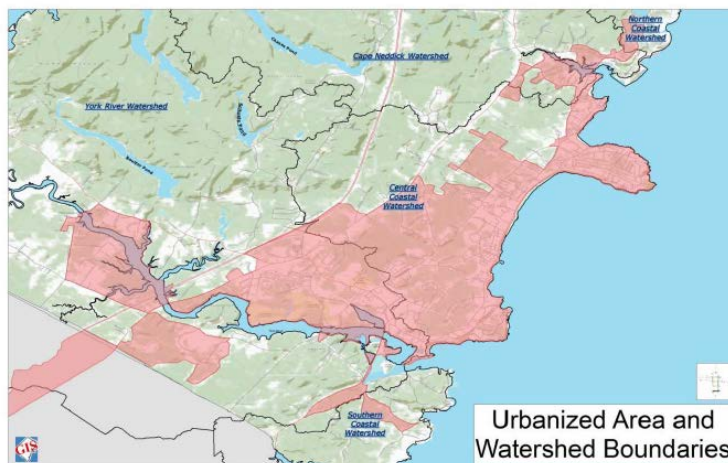 Northern
Coastal
Watershed
Cape Neddick Watershed
York River Watershed
Central
Coastal
Watershed
Southern
Coastal
Watershed
Urbanized Area and
Watershed Boundaries
GIS